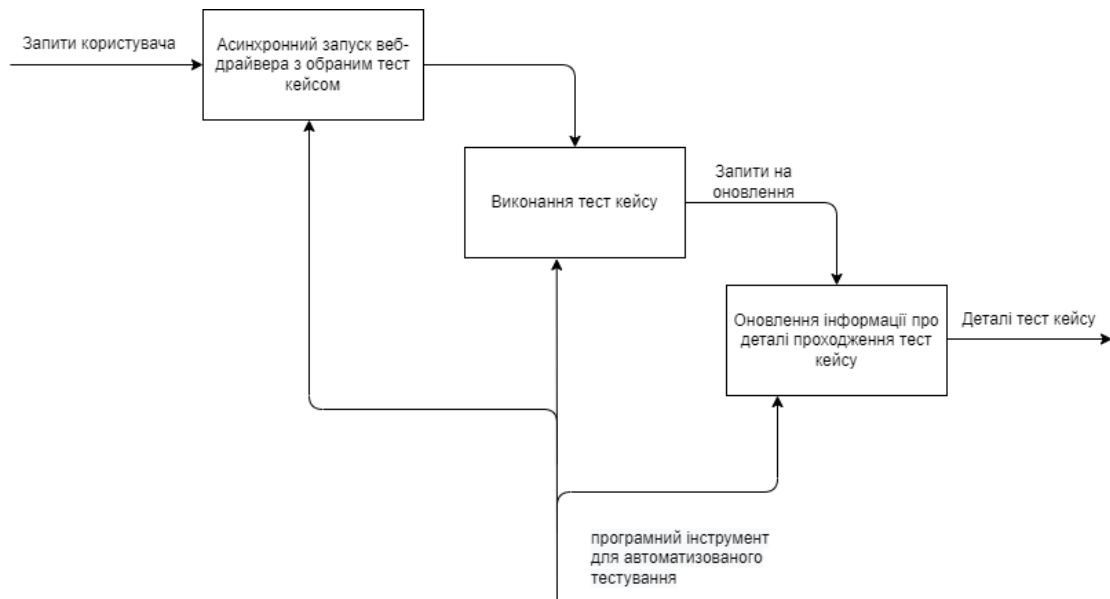 Запити користувача
Асинхронний запуск веб-
драйвера з обраним тест
кейсом
Виконання тест кейсу
Запити на
оновлення
Оновлення інформації про
деталі проходження тест
кейсу
Деталі тест кейсу
програмний інструмент
для автоматизованого
тестування